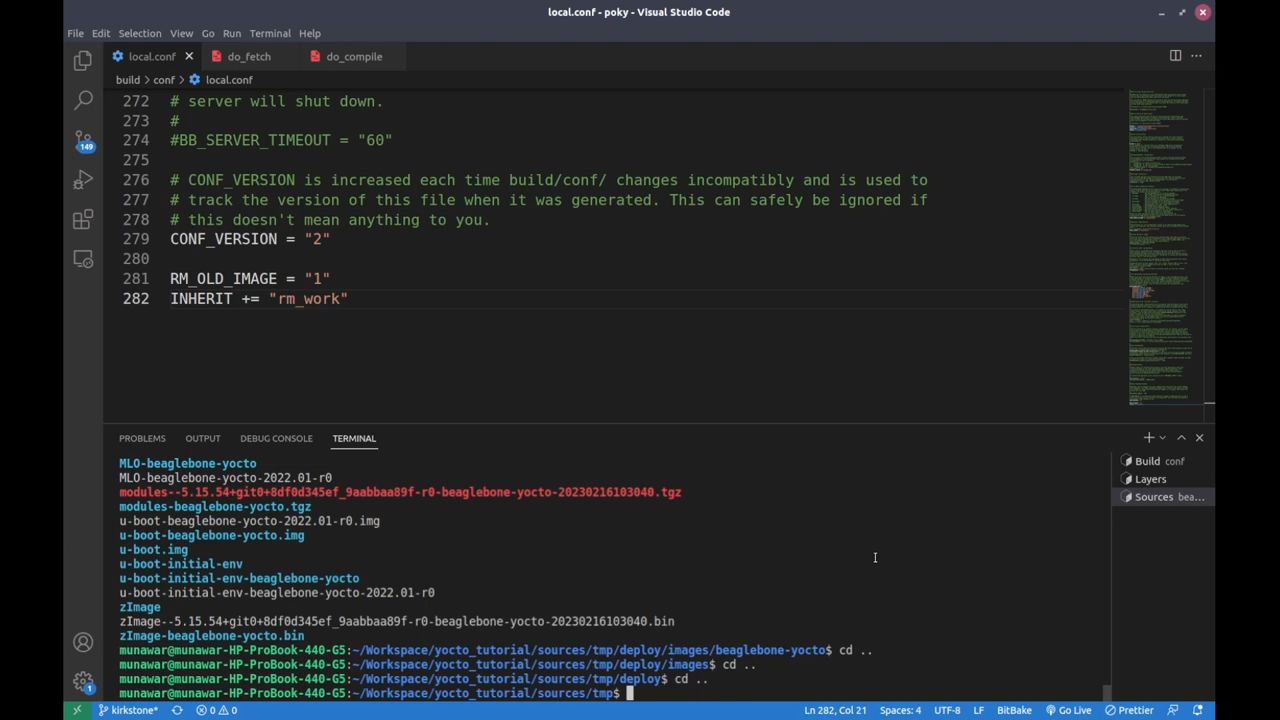 local.conf - poky - Visual Studio Code
File Edit Selection View Go Run Terminal Help
local.conf do_fetch do_compile
build conf local.conf
272 # server will shut down.
273 #
274 #BB_SERVER_TIMEOUT = "60"
275
276 # CONF_VERSION is increased each time build/conf/ changes incompatibly and is used to
277 # track the version of this file when it was generated. This can safely be ignored if
278 # this doesn't mean anything to you.
279 CONF_VERSION = "2"
280
281 RM_OLD_IMAGE = "1"
282 INHERIT += "rm_work"
149
PROBLEMS OUTPUT DEBUG CONSOLE TERMINAL
MLO-beaglebone-yocto
MLO-beaglebone-yocto-2022.01-r0
modules--5.15.54+git0+8df0d345ef_9aabbaa89f-r0-beaglebone-yocto-20230216103040.tgz
modules-beaglebone-yocto.tgz
u-boot-beaglebone-yocto-2022.01-r0.img
u-boot-beaglebone-yocto.img
u-boot.img
u-boot-initial-env
u-boot-initial-env-beaglebone-yocto
u-boot-initial-env-beaglebone-yocto-2022.01-r0
zImage
zImage--5.15.54+git0+8df0d345ef_9aabbaa89f-r0-beaglebone-yocto-20230216103040.bin
zImage-beaglebone-yocto.bin
munawar@munawar-HP-ProBook-440-G5:~/Workspace/yocto_tutorial/sources/tmp/deploy/images/beaglebone-yocto$ cd ..
munawar@munawar-HP-ProBook-440-G5:~/Workspace/yocto_tutorial/sources/tmp/deploy/images$ cd ..
munawar@munawar-HP-ProBook-440-G5:~/Workspace/yocto_tutorial/sources/tmp/deploy$ cd ..
munawar@munawar-HP-ProBook-440-G5:~/Workspace/yocto_tutorial/sources/tmp$
Build conf
Layers
Sources bea...
1
kirkstone* 0 0 Ln 282, Col 21 Spaces: 4 UTF-8 LF BitBake Go Live Prettier